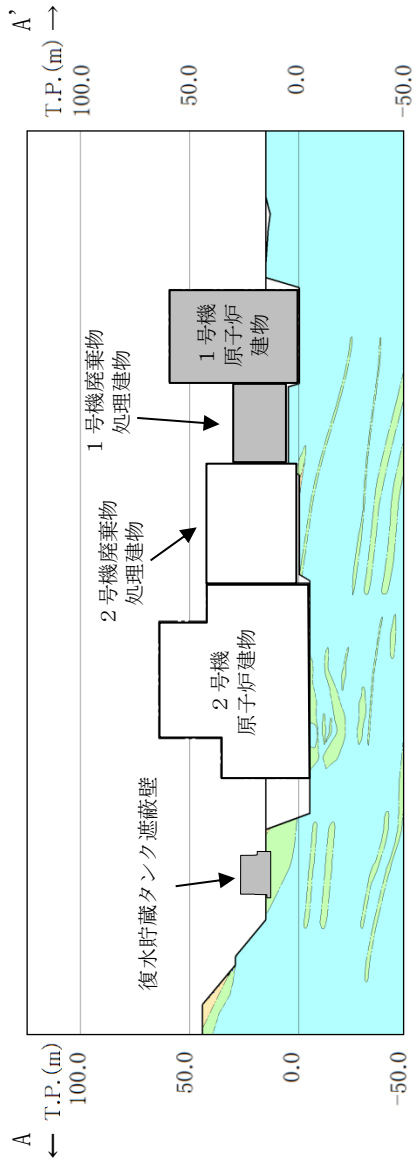 A
← T.P.(m)
100.0
50.0
0.0
-50.0
復水貯蔵タンク遮蔽壁
2号機
原子炉建物
2号機廃棄物
処理建物
1号機廃棄物
処理建物
1号機
原子炉
建物
A'
T.P.(m) →
100.0
50.0
0.0
-50.0